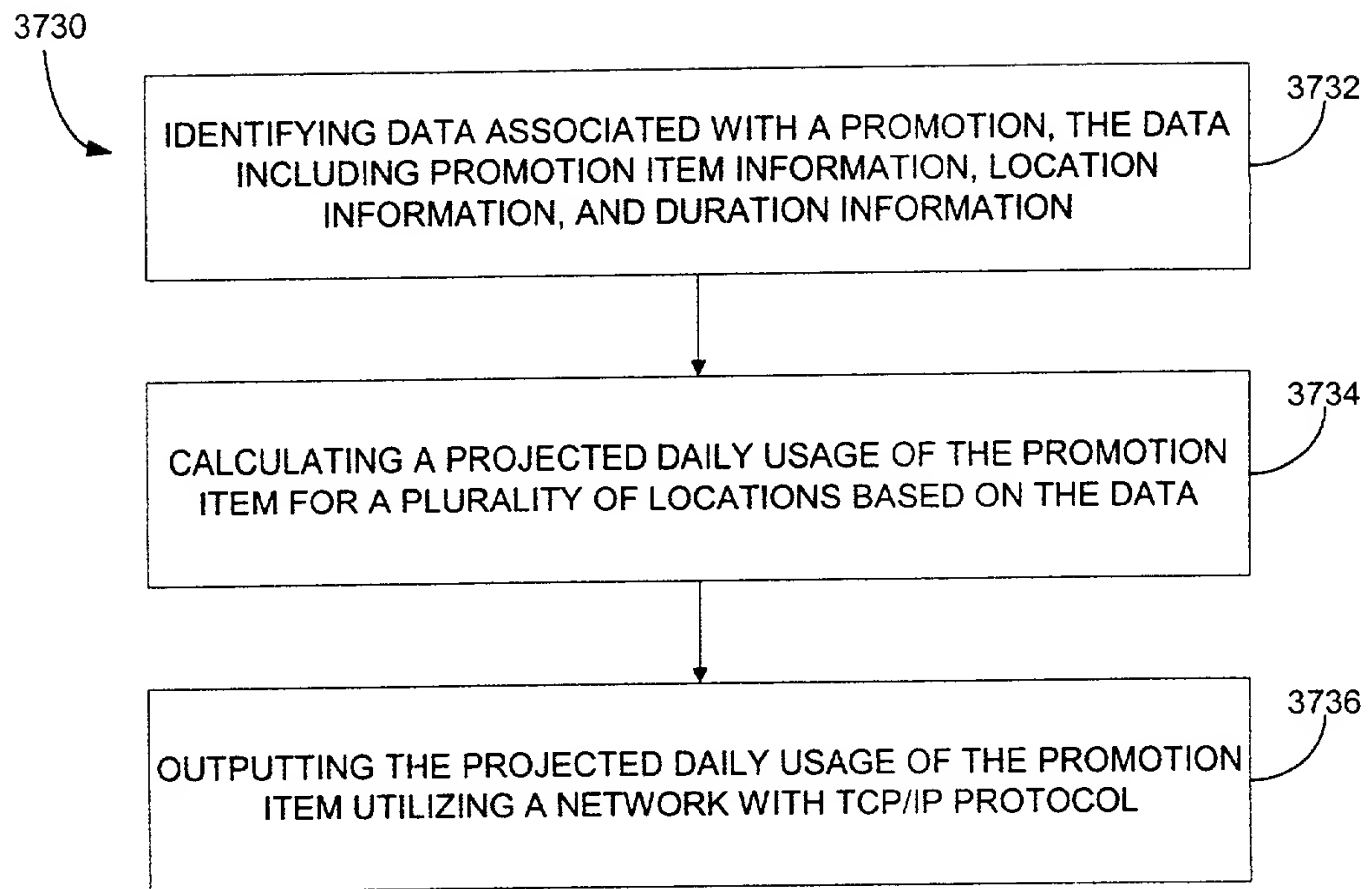 3730
3732
IDENTIFYING DATA ASSOCIATED WITH A PROMOTION, THE DATA
INCLUDING PROMOTION ITEM INFORMATION, LOCATION
INFORMATION, AND DURATION INFORMATION
3734
CALCULATING A PROJECTED DAILY USAGE OF THE PROMOTION
ITEM FOR A PLURALITY OF LOCATIONS BASED ON THE DATA
3736
OUTPUTTING THE PROJECTED DAILY USAGE OF THE PROMOTION
ITEM UTILIZING A NETWORK WITH TCP/IP PROTOCOL